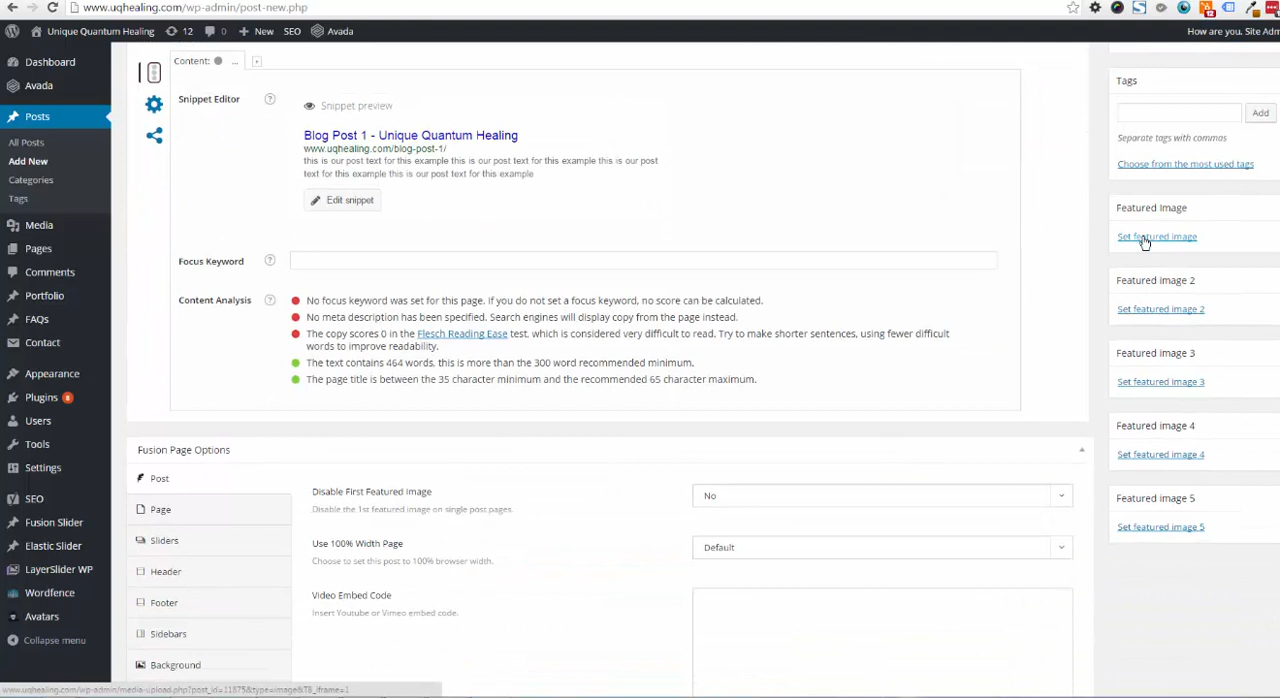 www.uqhealing.com/wp-admin/post-new.php
12
Unique Quantum Healing 12 0 New SEO Avada
How are you, Site Adm
Dashboard
Avada
Posts
All Posts
Add New
Categories
Tags
Media
Pages
Comments
Portfolio
FAQs
Contact
Appearance
Plugins 8
Users
Tools
Settings
SEO
Fusion Slider
Elastic Slider
LayerSlider WP
Wordfence
Avatars
Collapse menu
Content: ...
Snippet Editor
Snippet preview
Blog Post 1 - Unique Quantum Healing
www.uqhealing.com/blog-post-1/
this is our post text for this example this is our post text for this example this is our post
text for this example this is our post text for this example
Edit snippet
Focus Keyword
Content Analysis
No focus keyword was set for this page. If you do not set a focus keyword, no score can be calculated.
No meta description has been specified. Search engines will display copy from the page instead.
The copy scores 0 in the Flesch Reading Ease test, which is considered very difficult to read. Try to make shorter sentences, using fewer difficult
words to improve readability.
The text contains 464 words, this is more than the 300 word recommended minimum.
The page title is between the 35 character minimum and the recommended 65 character maximum.
Fusion Page Options
Post
Page
Sliders
Header
Footer
Sidebars
Background
Disable First Featured Image
Disable the 1st featured image on single post pages.
No
Use 100% Width Page
Choose to set this post to 100% browser width.
Default
Video Embed Code
Insert Youtube or Vimeo embed code.
Tags
Add
Separate tags with commas
Choose from the most used tags
Featured Image
Set featured image
Featured image 2
Set featured image 2
Featured image 3
Set featured image 3
Featured image 4
Set featured image 4
Featured image 5
Set featured image 5
www.uqhealing.com/wp-admin/media-upload.php?post_id=11875&type=image&TB_iframe=1